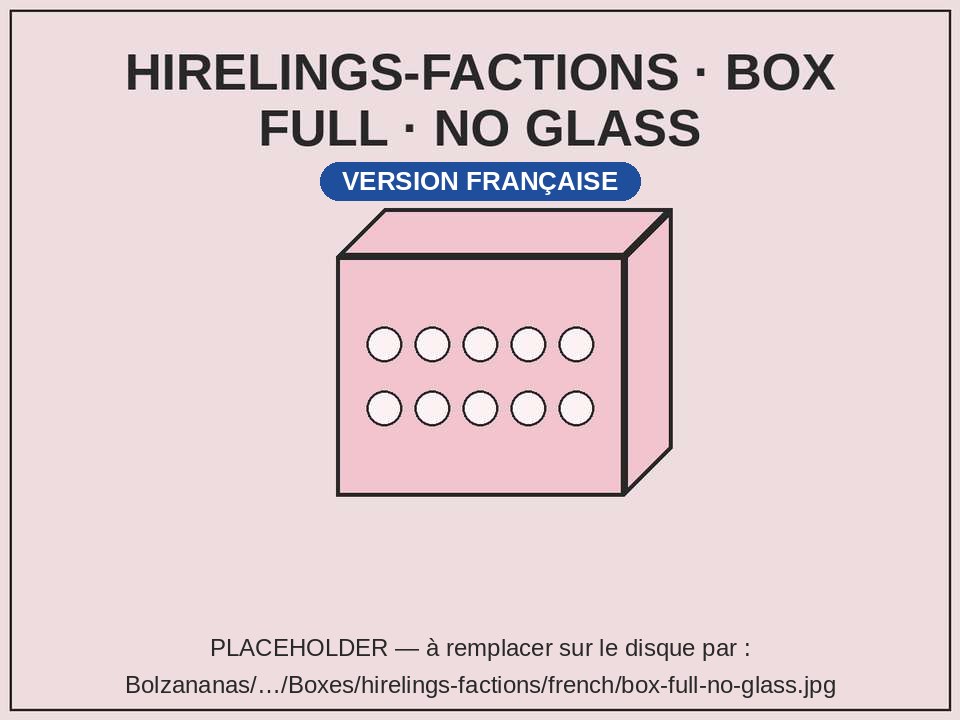 HIRELINGS-FACTIONS · BOX
FULL · NO GLASS
VERSION FRANÇAISE
PLACEHOLDER — à remplacer sur le disque par :
Bolzananas/…/Boxes/hirelings-factions/french/box-full-no-glass.jpg